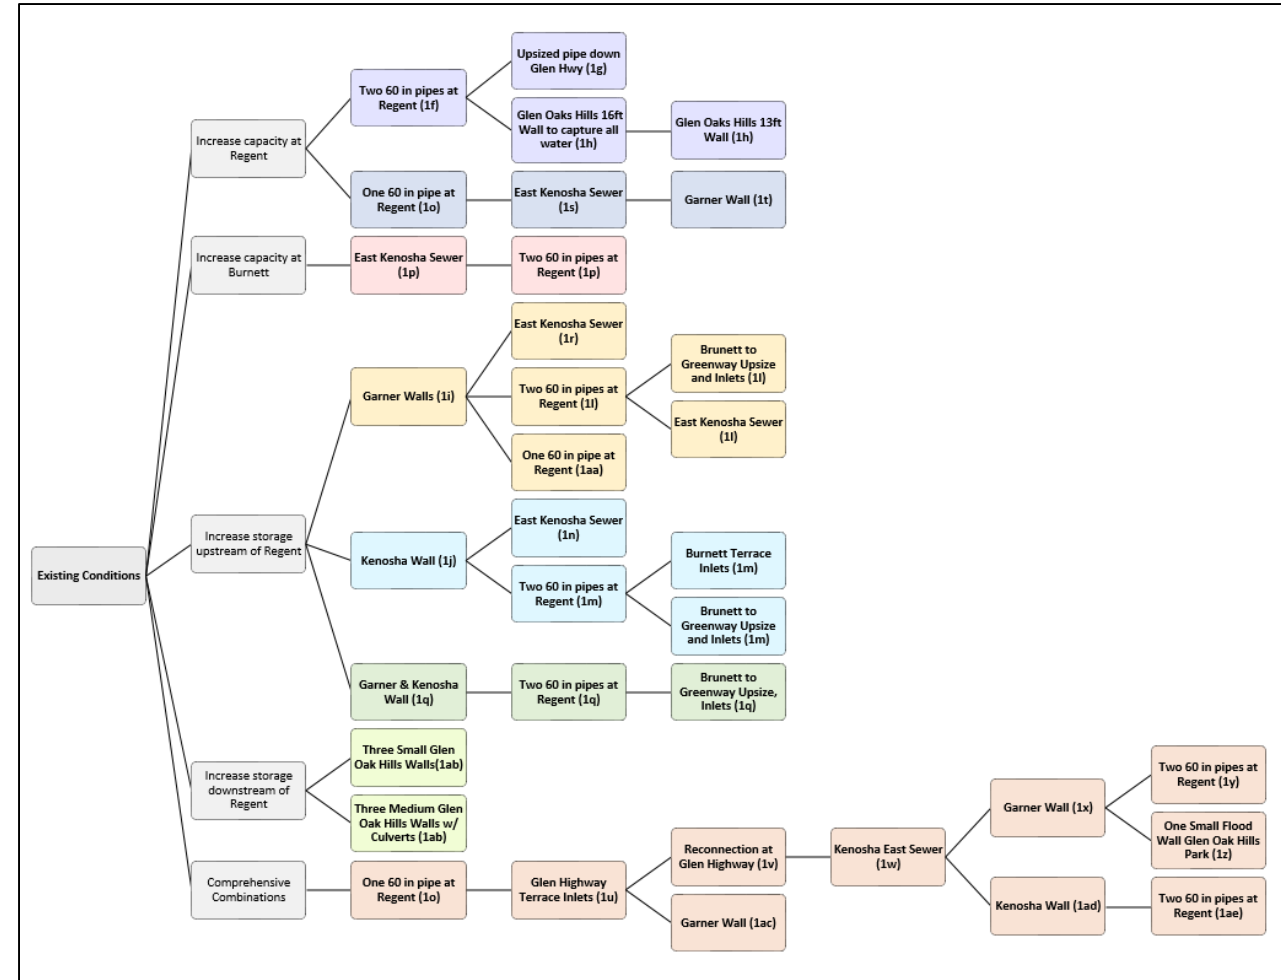 Existing Conditions
Increase capacity at
Regent
Two 60 in pipes at
Regent (1f)
Upsized pipe down
Glen Hwy (1g)
Glen Oaks Hills 16ft
Wall to capture all
water (1h)
Glen Oaks Hills 13ft
Wall (1h)
One 60 in pipe at
Regent (1o)
East Kenosha Sewer
(1s)
Garner Wall (1t)
Increase capacity at
Burnett
East Kenosha Sewer
(1p)
Two 60 in pipes at
Regent (1p)
Increase storage
upstream of Regent
Garner Walls (1i)
East Kenosha Sewer
(1r)
Two 60 in pipes at
Regent (1l)
Brunett to
Greenway Upsize
and Inlets (1l)
East Kenosha Sewer
(1l)
One 60 in pipe at
Regent (1aa)
Kenosha Wall (1j)
East Kenosha Sewer
(1n)
Two 60 in pipes at
Regent (1m)
Burnett Terrace
Inlets (1m)
Brunett to
Greenway Upsize
and Inlets (1m)
Garner & Kenosha
Wall (1q)
Two 60 in pipes at
Regent (1q)
Brunett to
Greenway Upsize,
Inlets (1q)
Increase storage
downstream of
Regent
Three Small Glen
Oak Hills Walls(1ab)
Three Medium Glen
Oak Hills Walls w/
Culverts (1ab)
Comprehensive
Combinations
One 60 in pipe at
Regent (1o)
Glen Highway
Terrace Inlets (1u)
Reconnection at
Glen Highway (1v)
Garner Wall (1ac)
Kenosha East Sewer
(1w)
Garner Wall (1x)
Two 60 in pipes at
Regent (1y)
One Small Flood
Wall Glen Oak Hills
Park (1z)
Kenosha Wall (1ad)
Two 60 in pipes at
Regent (1ae)